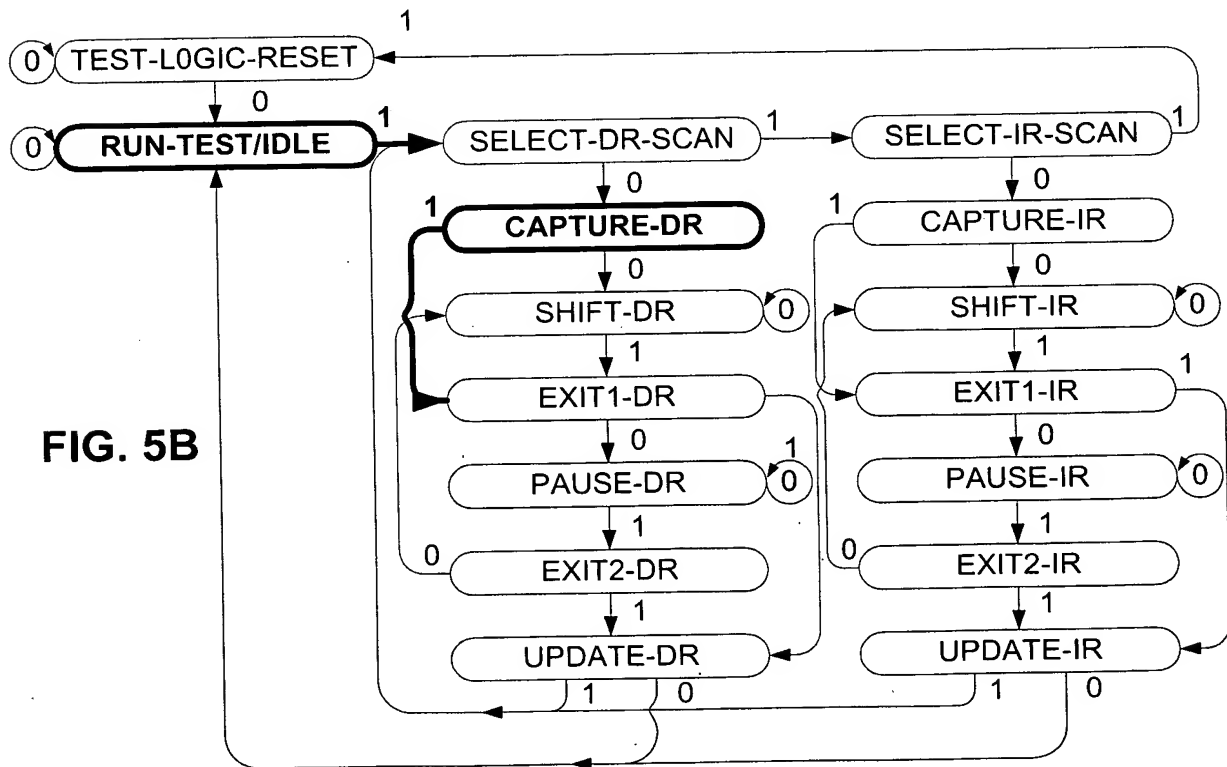 1
0 TEST-L0GIC-RESET
0
0 RUN-TEST/IDLE 1
SELECT-DR-SCAN 1
SELECT-IR-SCAN 1
0
0
1 CAPTURE-DR
1 CAPTURE-IR
0
0
SHIFT-DR 0
SHIFT-IR 0
1
1
EXIT1-DR
EXIT1-IR 1
FIG. 5B
0
1
0
PAUSE-DR 0
PAUSE-IR 0
1
1
0 EXIT2-DR
0 EXIT2-IR
1
1
UPDATE-DR
UPDATE-IR
1 0
1 0